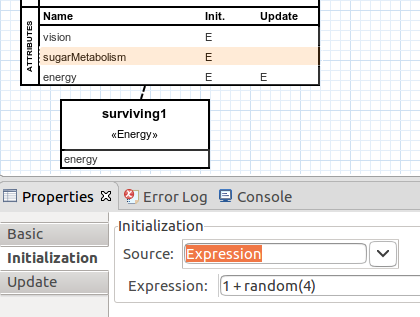 ATTRIBUTES
Name Init. Update
vision E
sugarMetabolism E
energy E E
surviving1
«Energy»
energy
Properties Error Log Console
Basic
Initialization
Update
Initialization
Source: Expression
Expression: 1 + random(4)